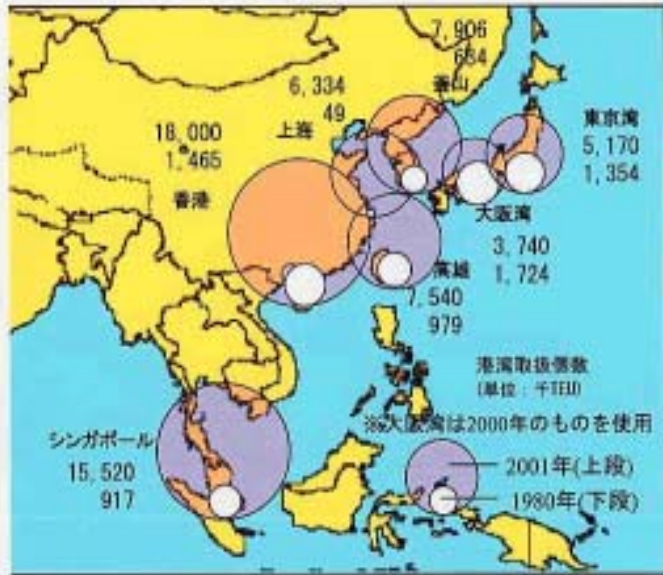 7,906
634
釜山
6,334
49
上海
18,000
1,465
香港
東京湾
5,170
1,354
大阪湾
3,740
1,724
高雄
7,540
979
港湾取扱個数
(単位:千TEU)
※大阪湾は2000年のものを使用
シンガポール
15,520
917
2001年(上段)
1980年(下段)